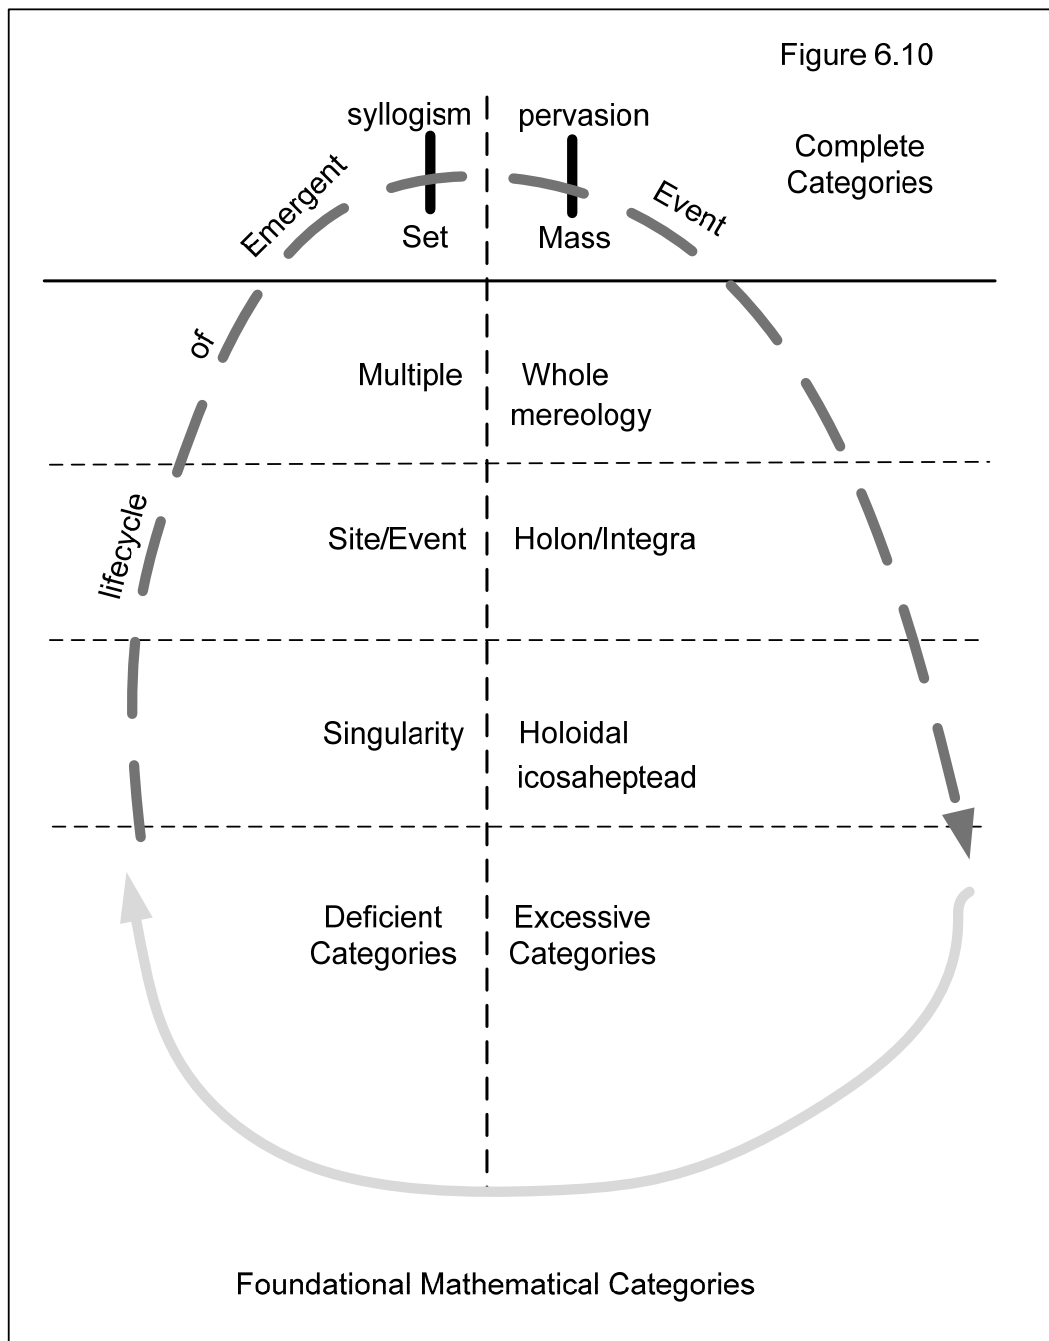 Figure 6.10
syllogism
pervasion
Complete
Categories
lifecycle
of
Emergent
Event
Set
Mass
Multiple
Whole
mereology
Site/Event
Holon/Integra
Singularity
Holoidal
icosaheptead
Deficient
Categories
Excessive
Categories
Foundational Mathematical Categories